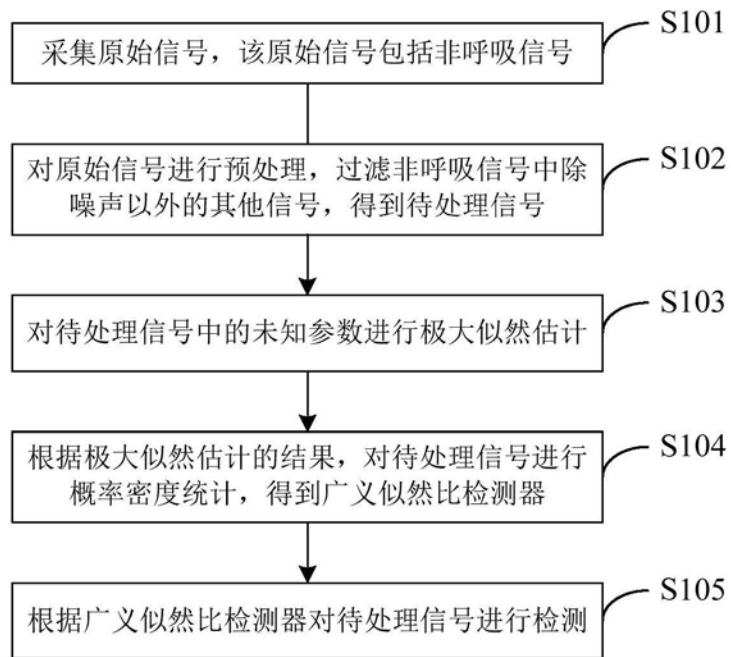 S101
采集原始信号，该原始信号包括非呼吸信号
S102
对原始信号进行预处理，过滤非呼吸信号中除
噪声以外的其他信号，得到待处理信号
S103
对待处理信号中的未知参数进行极大似然估计
S104
根据极大似然估计的结果，对待处理信号进行
概率密度统计，得到广义似然比检测器
S105
根据广义似然比检测器对待处理信号进行检测